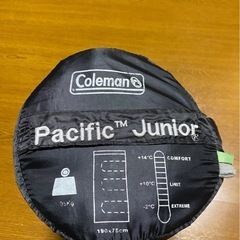 Coleman
Pacific™ Junior
+14°C COMFORT
+10°C LIMIT
-2°C EXTREME
190x75cm